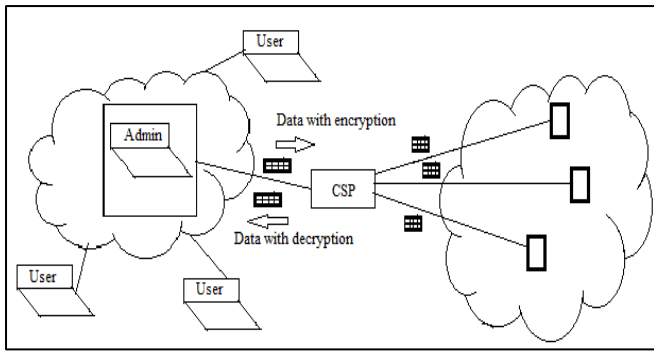 User
Admin
Data with encryption
CSP
Data with decryption
User
User